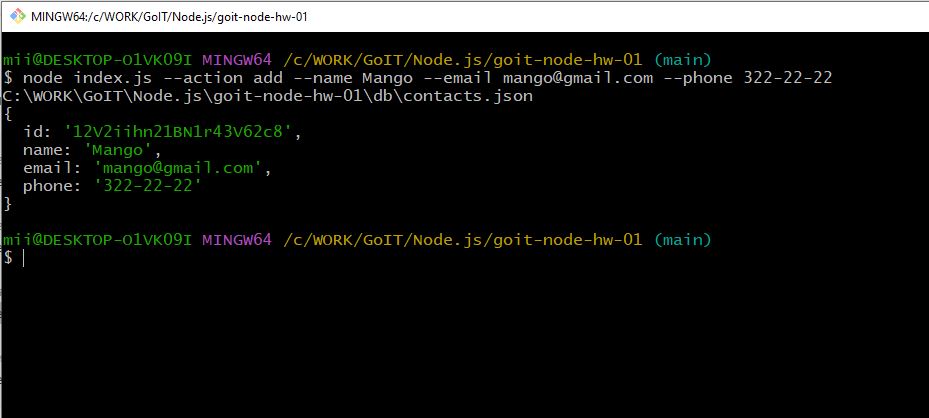 MINGW64:/c/WORK/GoIT/Node.js/goit-node-hw-01
mii@DESKTOP-O1VK09I MINGW64 /c/WORK/GoIT/Node.js/goit-node-hw-01 (main)
$ node index.js --action add --name Mango --email mango@gmail.com --phone 322-22-22
C:\WORK\GoIT\Node.js\goit-node-hw-01\db\contacts.json
{
  id: '12V2iihn21BN1r43V62c8',
  name: 'Mango',
  email: 'mango@gmail.com',
  phone: '322-22-22'
}
mii@DESKTOP-O1VK09I MINGW64 /c/WORK/GoIT/Node.js/goit-node-hw-01 (main)
$